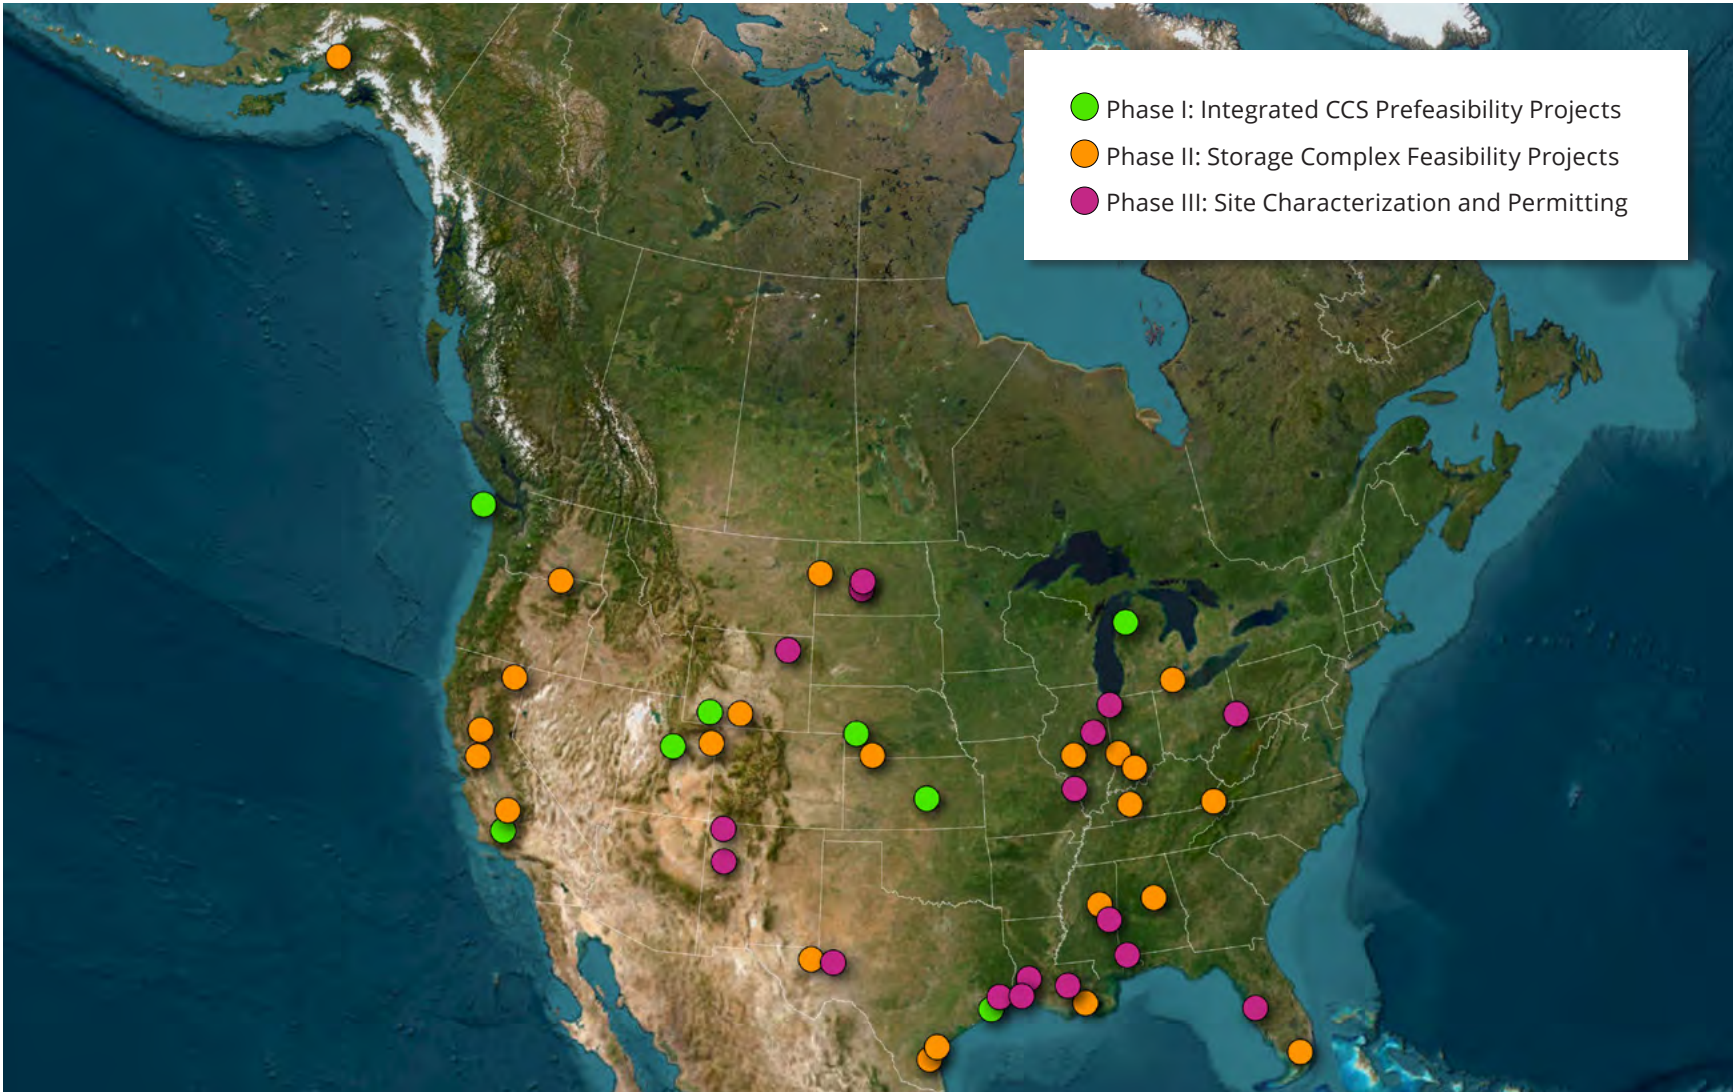 Phase I: Integrated CCS Prefeasibility Projects
Phase II: Storage Complex Feasibility Projects
Phase III: Site Characterization and Permitting